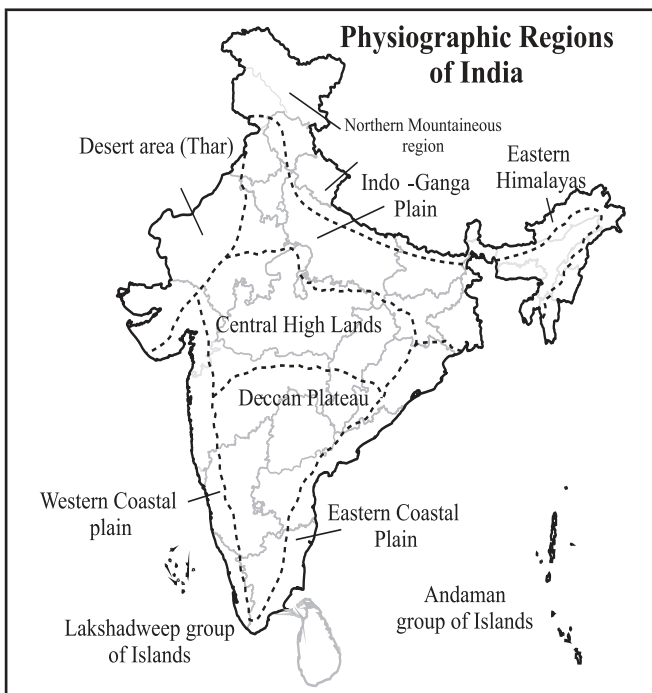 Physiographic Regions
of India
Northern Mountaineous
region
Desert area (Thar)
Eastern
Himalayas
Indo -Ganga
Plain
Central High Lands
Deccan Plateau
Western Coastal
plain
Eastern Coastal
Plain
Andaman
group of Islands
Lakshadweep group
of Islands